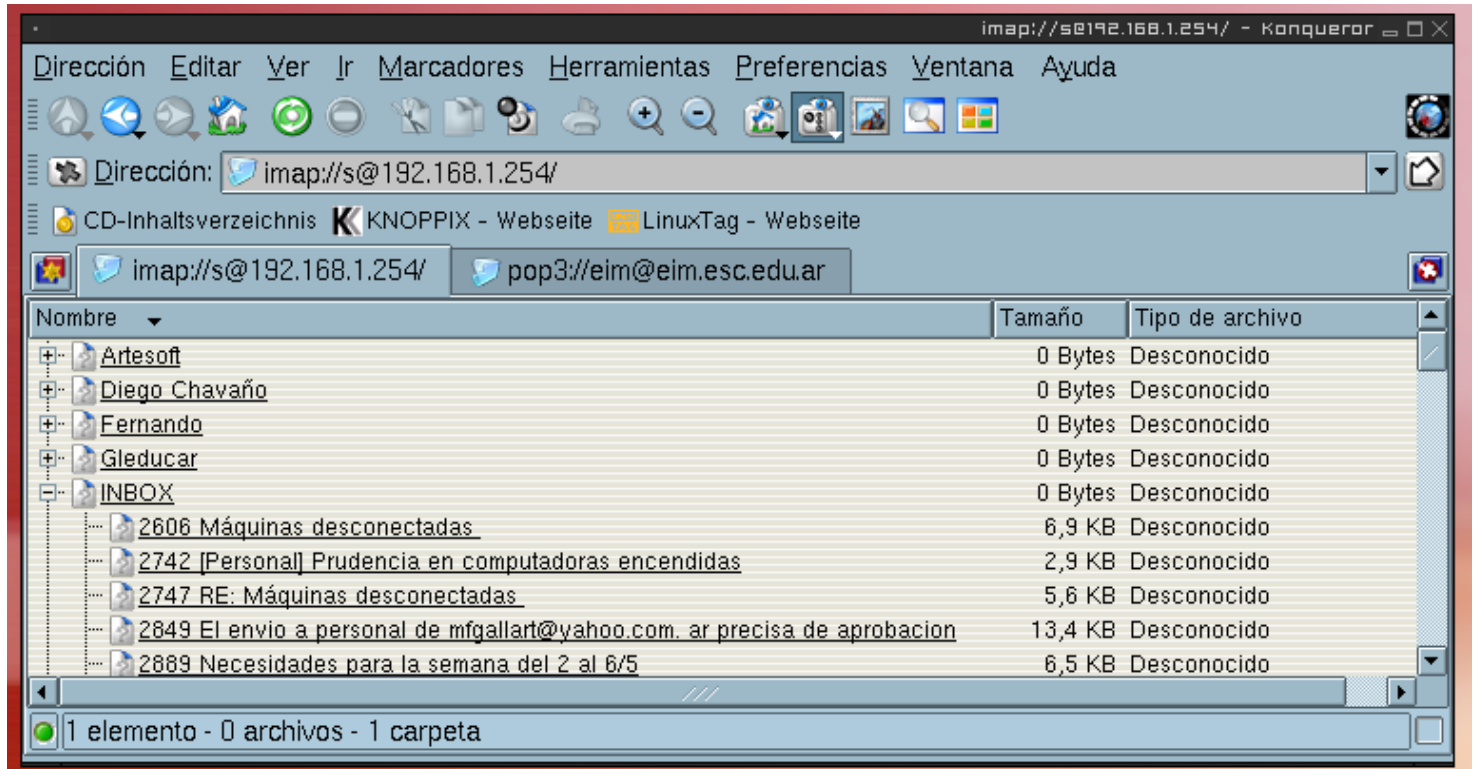 imap://s@192.168.1.254/ - Konqueror
Dirección Editar Ver Ir Marcadores Herramientas Preferencias Ventana Ayuda
Dirección: imap://s@192.168.1.254/
CD-Inhaltsverzeichnis KNOPPIX - Webseite LinuxTag - Webseite
imap://s@192.168.1.254/ pop3://eim@eim.esc.edu.ar
Nombre Tamaño Tipo de archivo
Artesoft 0 Bytes Desconocido
Diego Chavaño 0 Bytes Desconocido
Fernando 0 Bytes Desconocido
Gleducar 0 Bytes Desconocido
INBOX 0 Bytes Desconocido
2606 Máquinas desconectadas 6,9 KB Desconocido
2742 [Personal] Prudencia en computadoras encendidas 2,9 KB Desconocido
2747 RE: Máquinas desconectadas 5,6 KB Desconocido
2849 El envio a personal de mfgallart@yahoo.com. ar precisa de aprobacion 13,4 KB Desconocido
2889 Necesidades para la semana del 2 al 6/5 6,5 KB Desconocido
1 elemento - 0 archivos - 1 carpeta